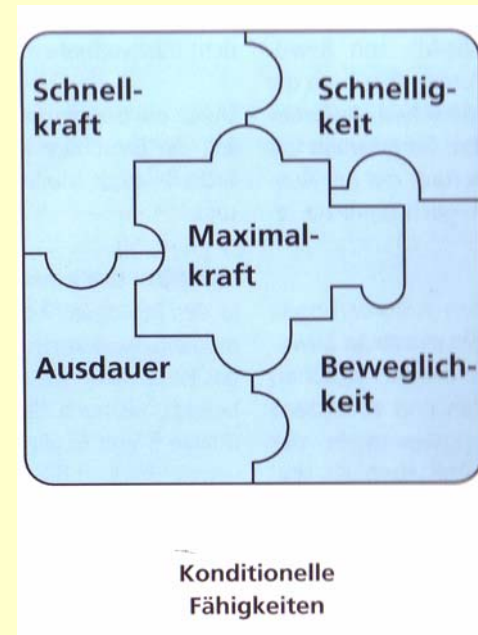 Schnell-
kraft
Schnellig-
keit
Maximal-
kraft
Ausdauer
Beweglich-
keit
Konditionelle
Fähigkeiten